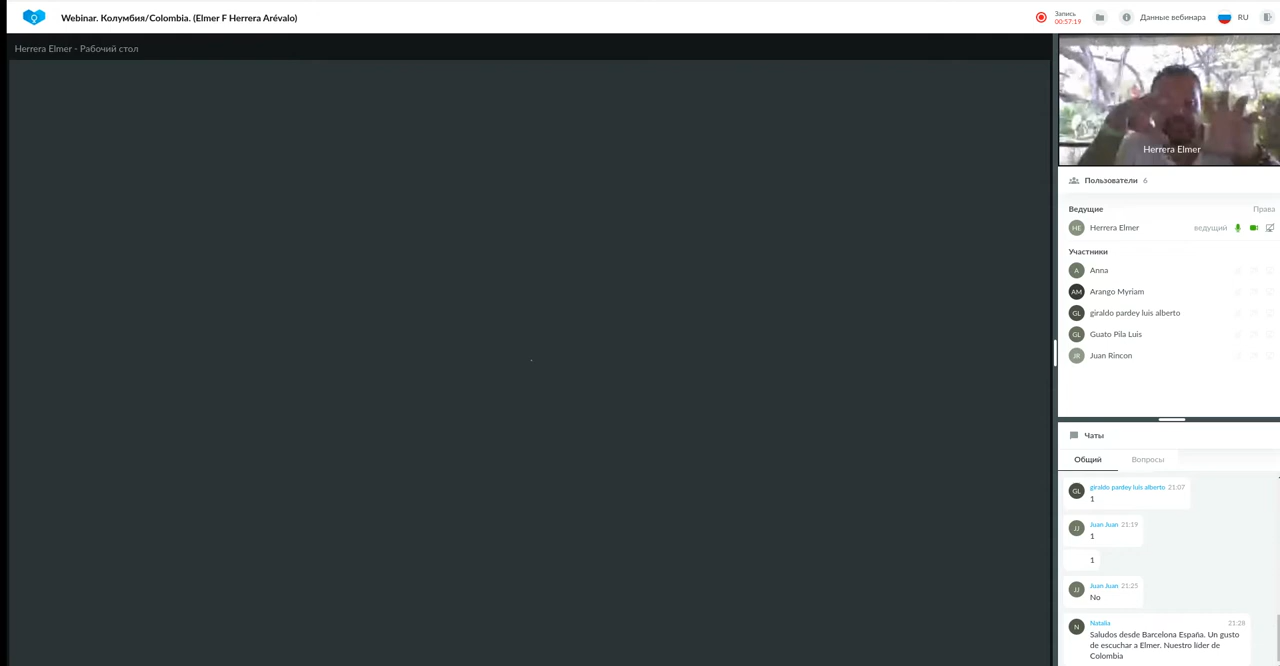 Webinar. Колумбия/Colombia. (Elmer F Herrera Arévalo)
Запись
00:57:19
Данные вебинара
RU
Herrera Elmer - Рабочий стол
Herrera Elmer
Пользователи 6
Ведущие Права
HE Herrera Elmer ведущий
Участники
A Anna
AM Arango Myriam
GL giraldo pardey luis alberto
GL Guato Pila Luis
JR Juan Rincon
Чаты
Общий Вопросы
GL giraldo pardey luis alberto 21:07
1
JJ Juan Juan 21:19
1
1
JJ Juan Juan 21:25
No
N Natalia 21:28
Saludos desde Barcelona España. Un gusto
de escuchar a Elmer. Nuestro líder de
Colombia